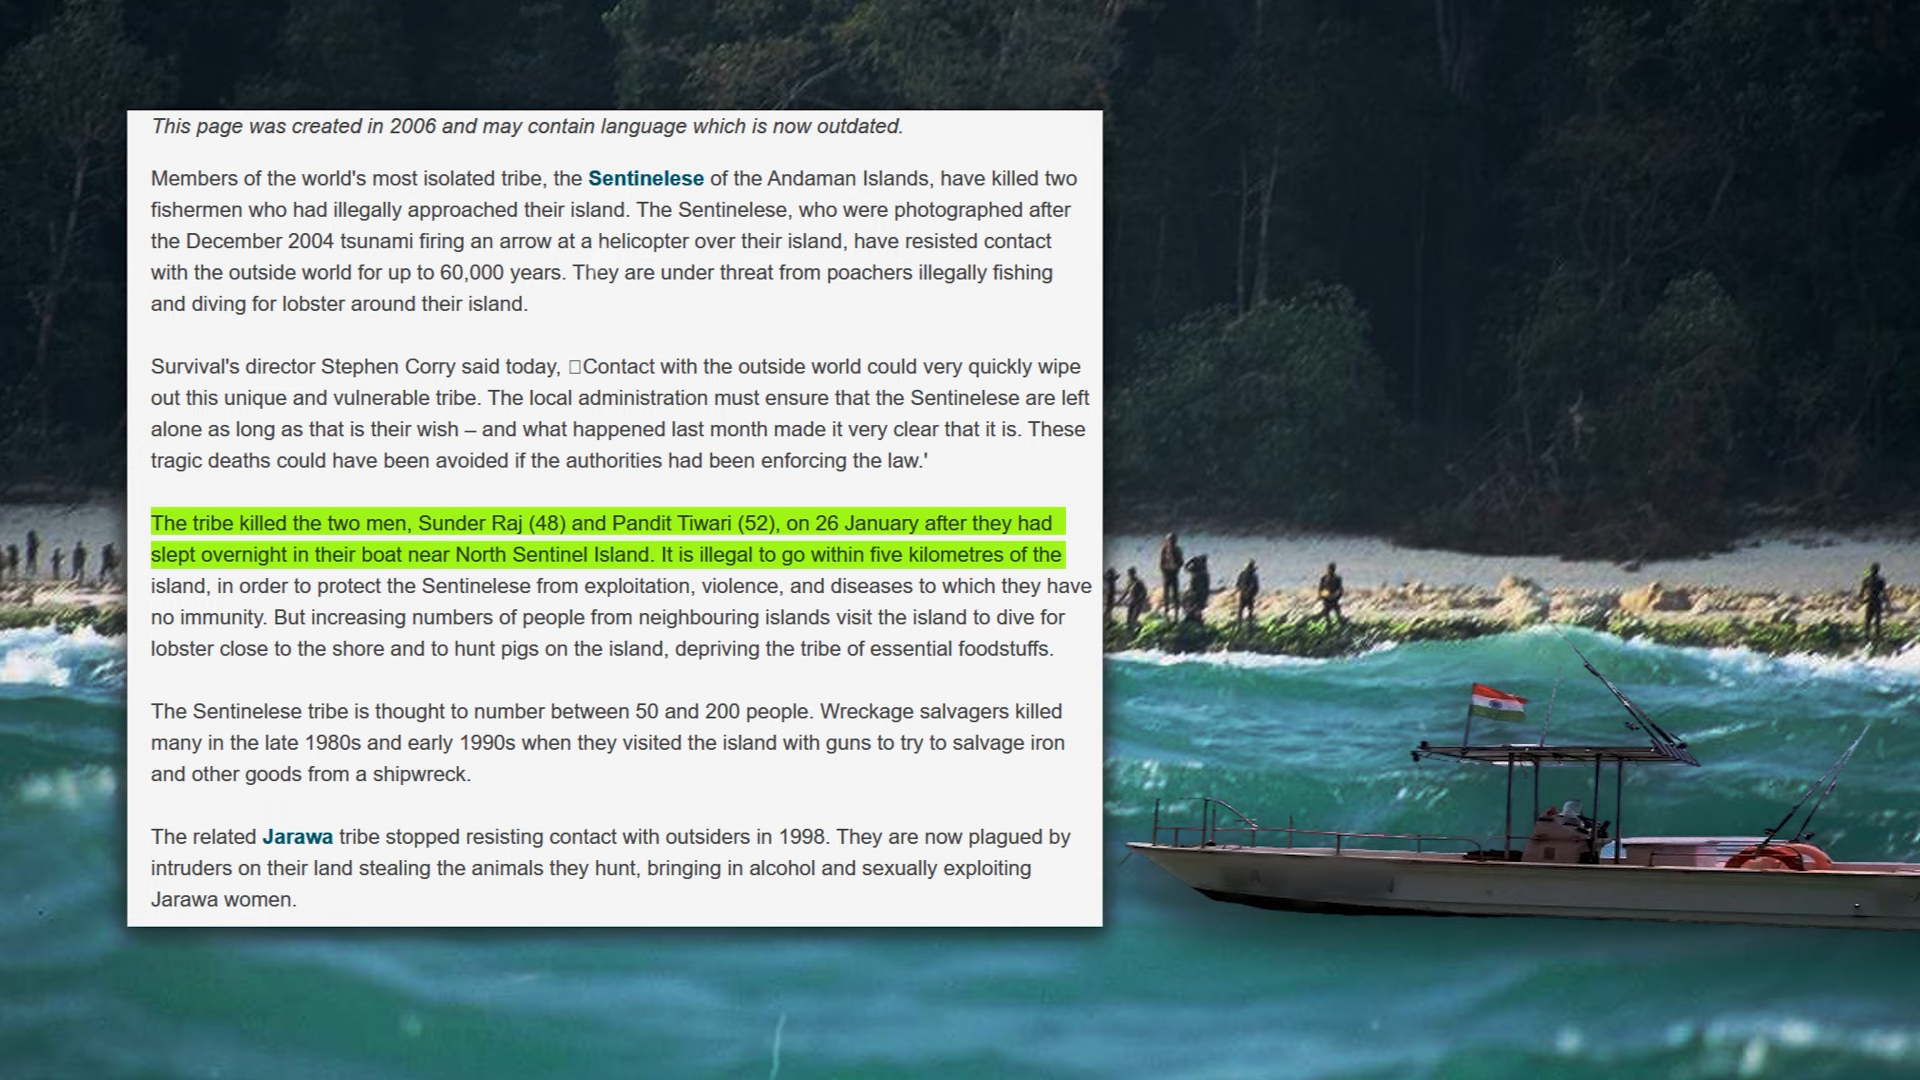 This page was created in 2006 and may contain language which is now outdated.
Members of the world's most isolated tribe, the Sentinelese of the Andaman Islands, have killed two
fishermen who had illegally approached their island. The Sentinelese, who were photographed after
the December 2004 tsunami firing an arrow at a helicopter over their island, have resisted contact
with the outside world for up to 60,000 years. They are under threat from poachers illegally fishing
and diving for lobster around their island.
Survival's director Stephen Corry said today, □Contact with the outside world could very quickly wipe
out this unique and vulnerable tribe. The local administration must ensure that the Sentinelese are left
alone as long as that is their wish – and what happened last month made it very clear that it is. These
tragic deaths could have been avoided if the authorities had been enforcing the law.'
The tribe killed the two men, Sunder Raj (48) and Pandit Tiwari (52), on 26 January after they had
slept overnight in their boat near North Sentinel Island. It is illegal to go within five kilometres of the
island, in order to protect the Sentinelese from exploitation, violence, and diseases to which they have
no immunity. But increasing numbers of people from neighbouring islands visit the island to dive for
lobster close to the shore and to hunt pigs on the island, depriving the tribe of essential foodstuffs.
The Sentinelese tribe is thought to number between 50 and 200 people. Wreckage salvagers killed
many in the late 1980s and early 1990s when they visited the island with guns to try to salvage iron
and other goods from a shipwreck.
The related Jarawa tribe stopped resisting contact with outsiders in 1998. They are now plagued by
intruders on their land stealing the animals they hunt, bringing in alcohol and sexually exploiting
Jarawa women.